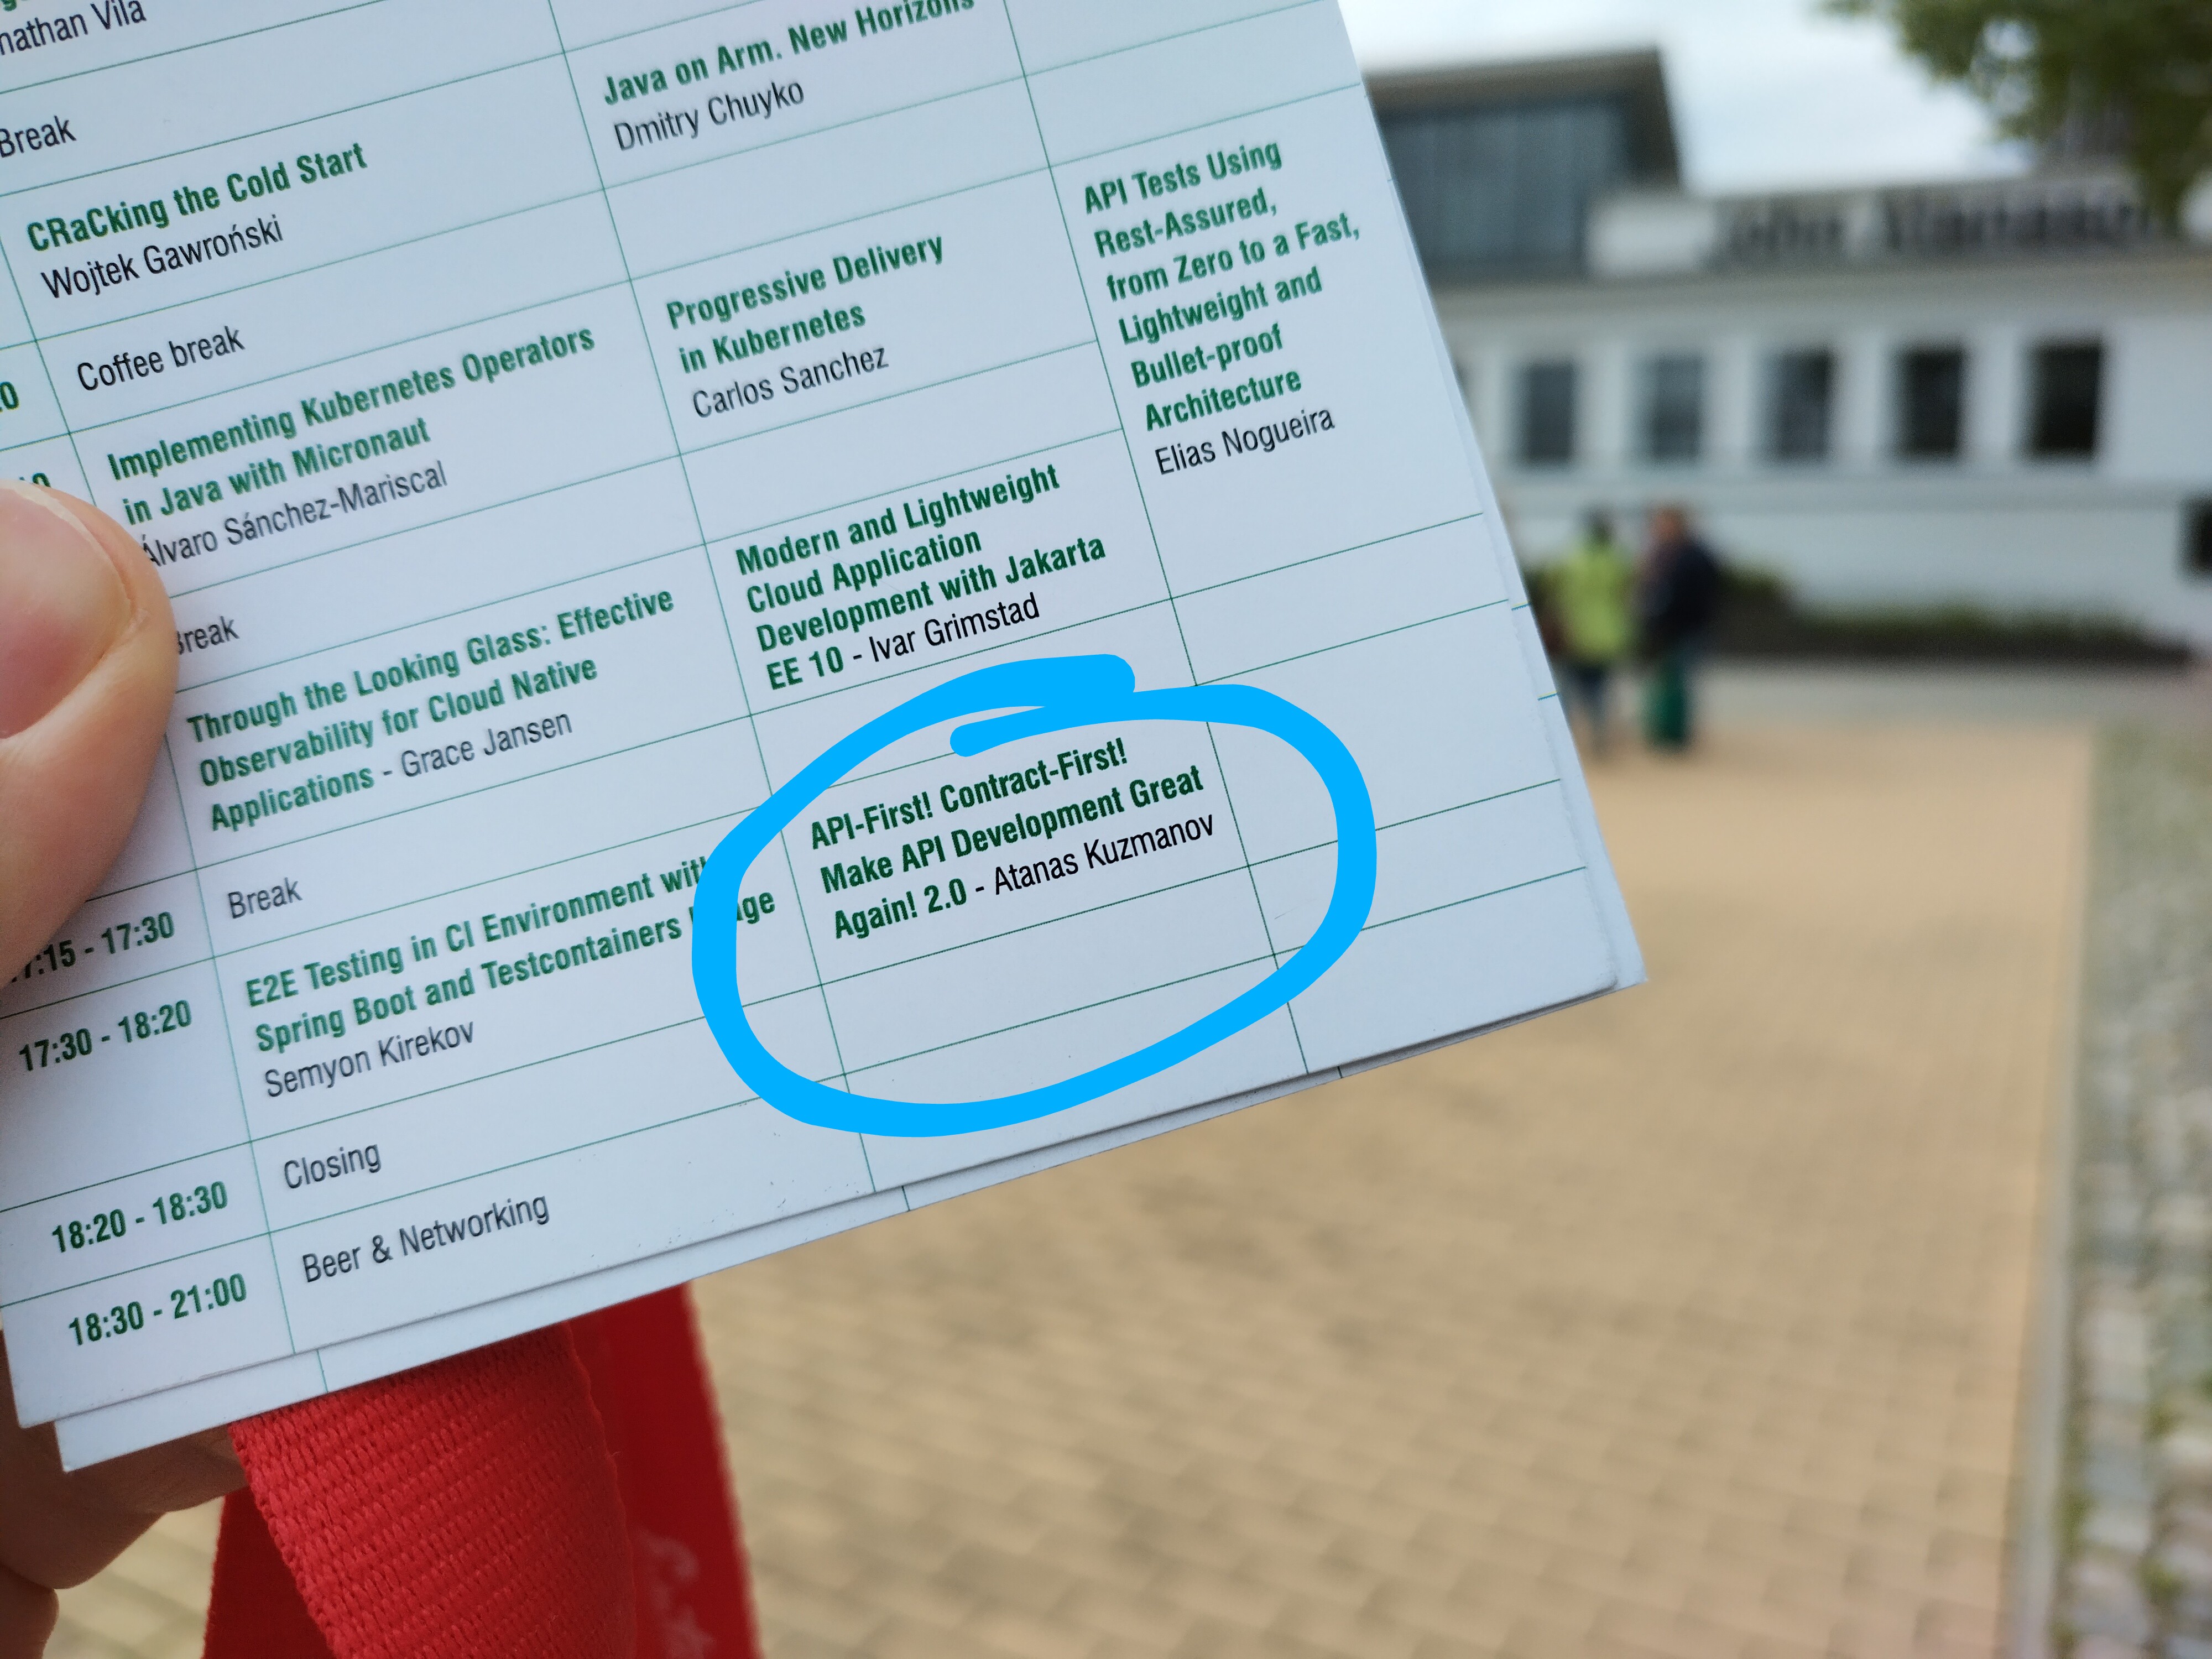 Vila
Java on Arm. New Horizons
Dmitry Chuyko
Break
CRaCking the Cold Start
Wojtek Gawroński
API Tests Using
Rest-Assured,
from Zero to a Fast,
Lightweight and
Bullet-proof
Architecture
Elias Nogueira
Coffee break
Progressive Delivery
in Kubernetes
Carlos Sanchez
Implementing Kubernetes Operators
in Java with Micronaut
Álvaro Sánchez-Mariscal
Modern and Lightweight
Cloud Application
Development with Jakarta
EE 10 - Ivar Grimstad
Break
Through the Looking Glass: Effective
Observability for Cloud Native
Applications - Grace Jansen
API-First! Contract-First!
Make API Development Great
Again! 2.0 - Atanas Kuzmanov
- 17:30
Break
17:30 - 18:20
E2E Testing in CI Environment with
Spring Boot and Testcontainers
Semyon Kirekov
18:20 - 18:30
Closing
18:30 - 21:00
Beer & Networking